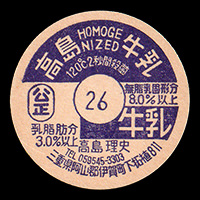 高島 HOMOGENIZED 牛乳
120℃2秒間殺菌
公正
26
無脂乳固形分
8.0%以上
乳脂肪分
3.0%以上
牛乳
高島理史
TEL 059545-3303
三重県阿山郡伊賀町下柘植811